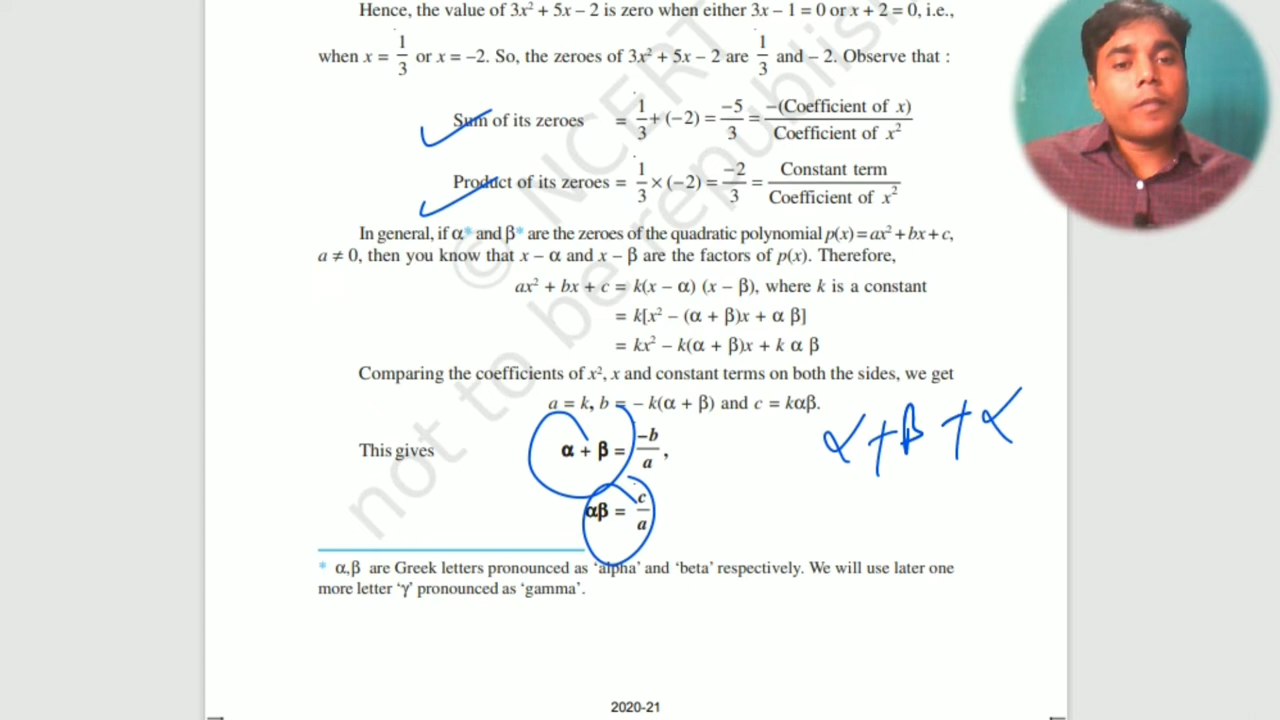 Hence, the value of 3x² + 5x – 2 is zero when either 3x – 1 = 0 or x + 2 = 0, i.e.,
when x = 1/3 or x = –2. So, the zeroes of 3x² + 5x – 2 are 1/3 and – 2. Observe that :
Sum of its zeroes = 1/3 + (–2) = –5/3 = –(Coefficient of x)/Coefficient of x²
Product of its zeroes = 1/3 × (–2) = –2/3 = Constant term/Coefficient of x²
In general, if α* and β* are the zeroes of the quadratic polynomial p(x) = ax² + bx + c,
a ≠ 0, then you know that x – α and x – β are the factors of p(x). Therefore,
ax² + bx + c = k(x – α) (x – β), where k is a constant
= k[x² – (α + β)x + α β]
= kx² – k(α + β)x + k α β
Comparing the coefficients of x², x and constant terms on both the sides, we get
a = k, b = – k(α + β) and c = kαβ.
This gives α + β = –b/a,
αβ = c/a
α + β + α
* α,β are Greek letters pronounced as ‘alpha’ and ‘beta’ respectively. We will use later one
more letter ‘γ’ pronounced as ‘gamma’.
2020-21
© NCERT
not to be republish